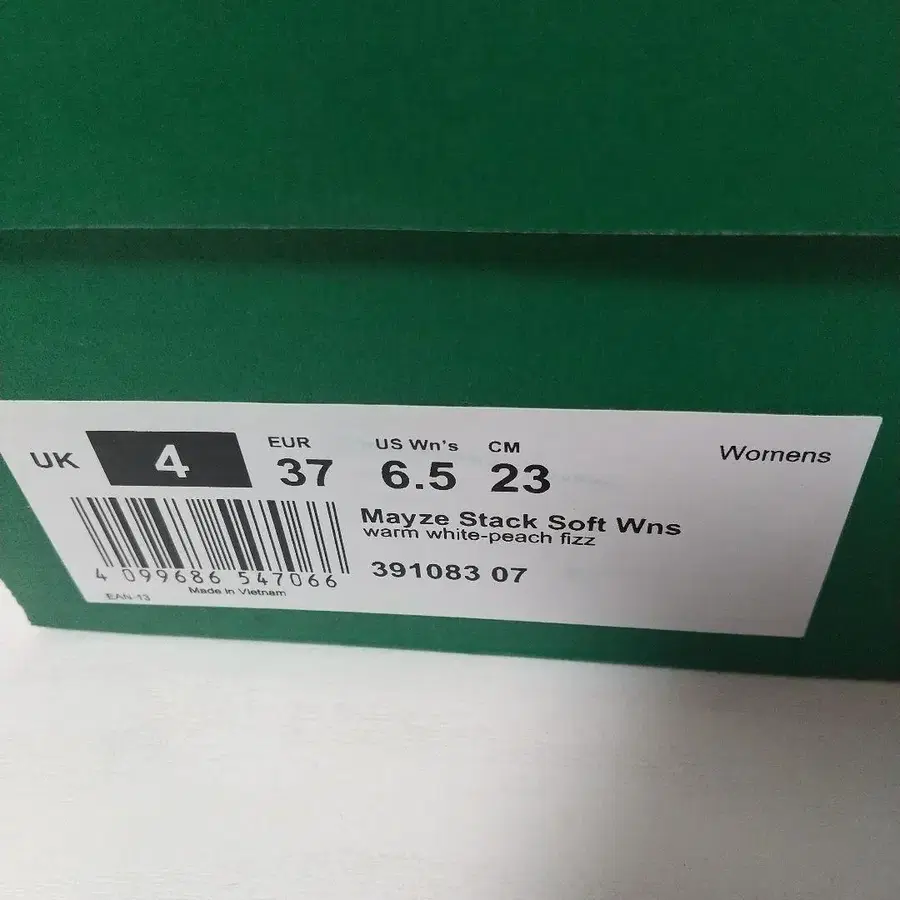 UK 4 EUR 37 US Wn's 6.5 CM 23 Womens
Mayze Stack Soft Wns
warm white-peach fizz
391083 07
4 099686 547066
EAN-13 Made in Vietnam